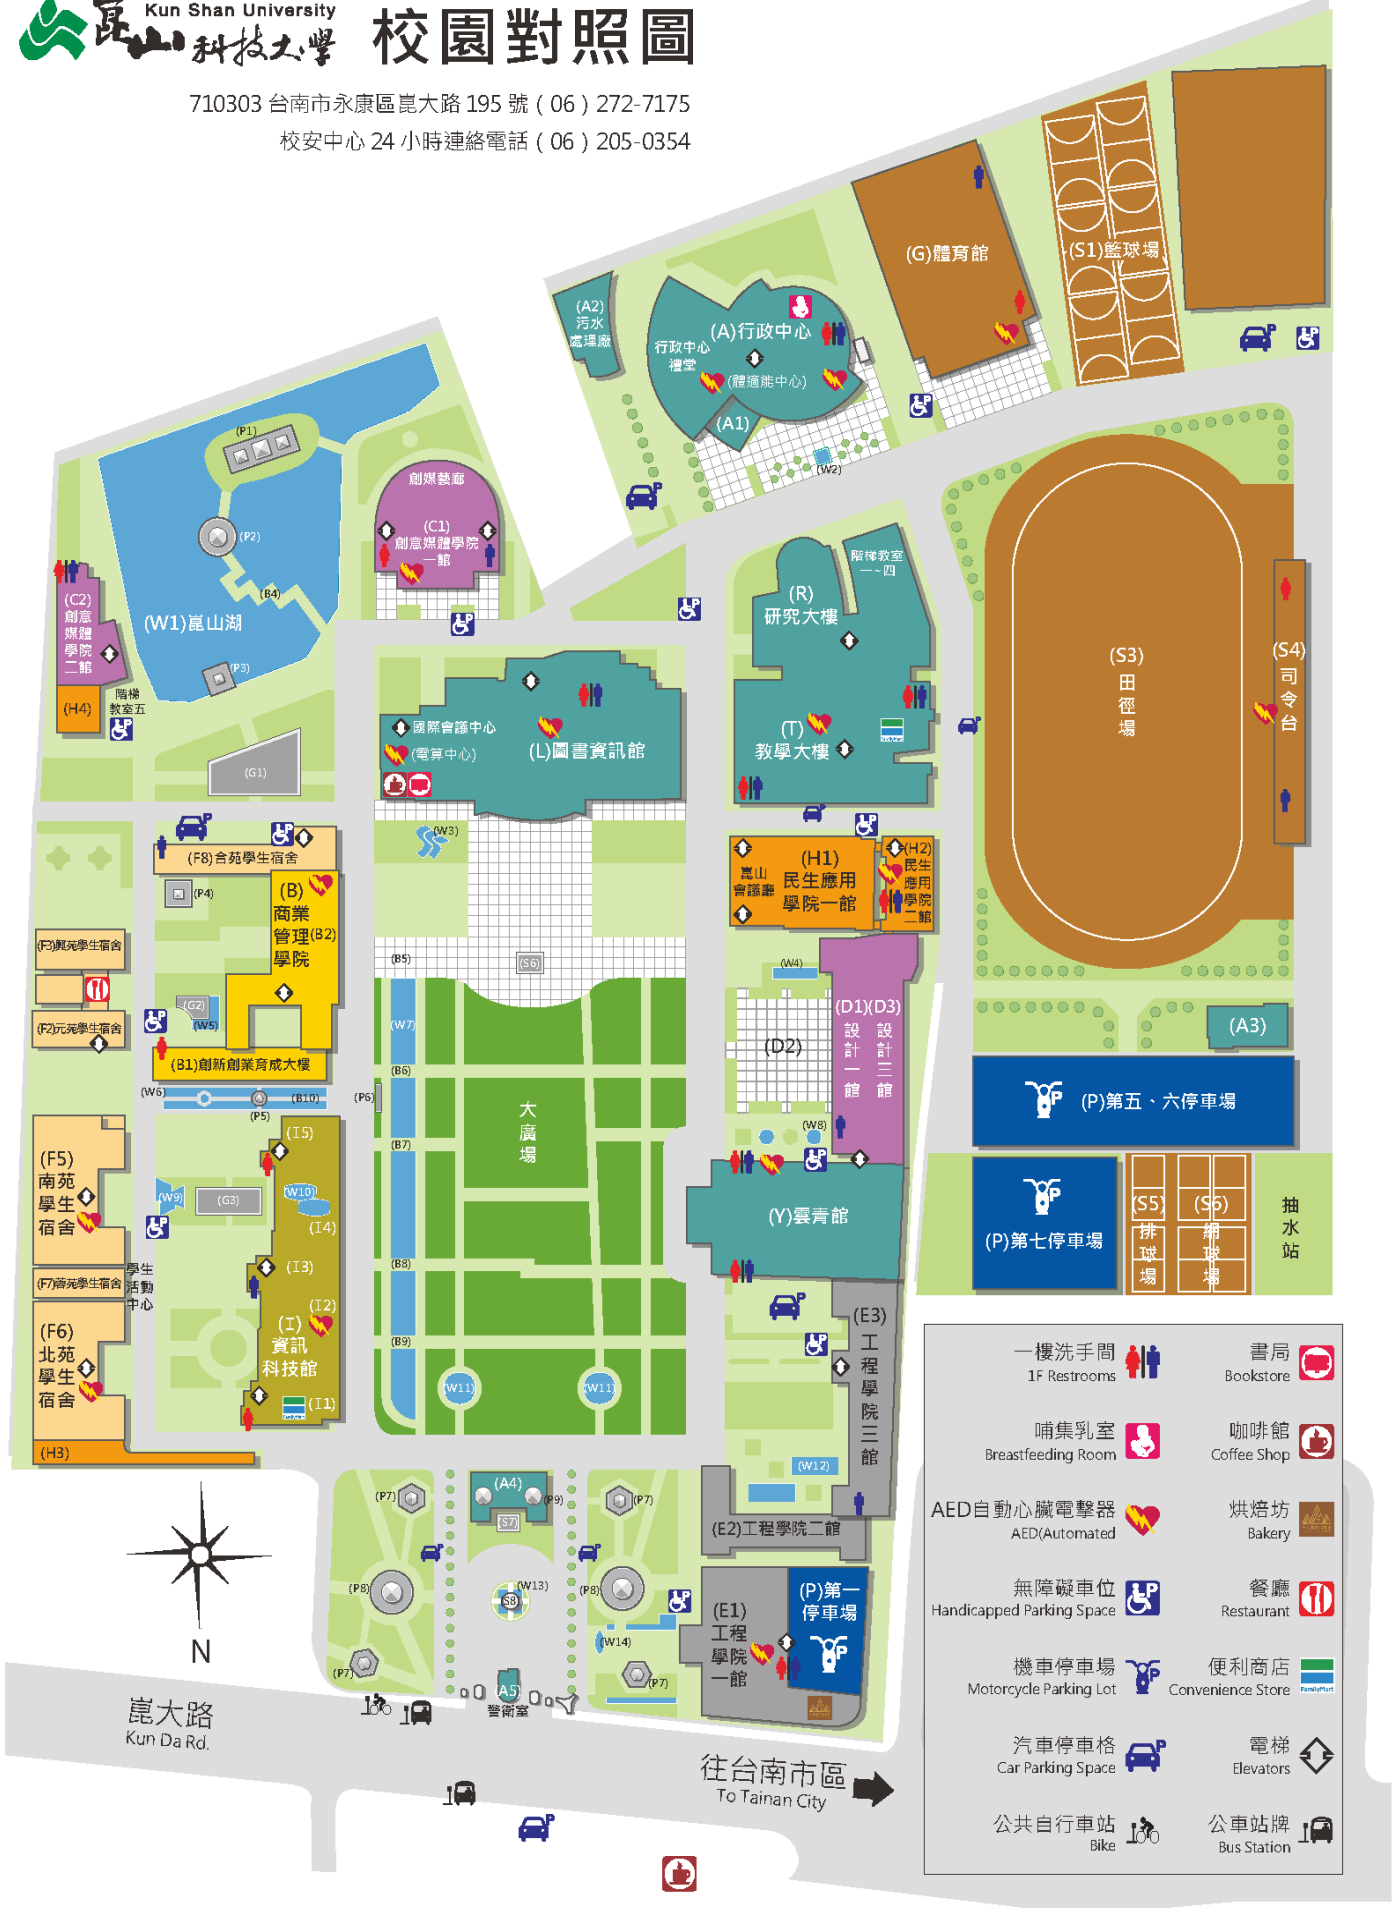 Kun Shan University
崑山科技大學
校園對照圖
710303 台南市永康區崑大路 195 號 ( 06 ) 272-7175
校安中心 24 小時連絡電話 ( 06 ) 205-0354
(G)體育館
(S1)籃球場
(A2)
污水
處理廠
(A)行政中心
行政中心
禮堂
(體適能中心)
(A1)
(W2)
(P1)
(P2)
(B4)
(W1)崑山湖
(P3)
創媒藝廊
(C1)
創意媒體學院
一館
(C2)
創意
媒體
學院
二館
(H4)
階梯
教室五
(G1)
階梯教室
一~四
(R)
研究大樓
(T)
教學大樓
FamilyMart
國際會議中心
(電算中心)
(L)圖書資訊館
(W3)
(S3)
田
徑
場
(S4)
司
令
台
(F8)含苑學生宿舍
(P4)
(B)
商業
管理(B2)
學院
(G2)
(W5)
(B1)創新創業育成大樓
(F3)興苑學生宿舍
(F2)元苑學生宿舍
(W6)
(P5)
(B10)
(P6)
崑山
會議廳
(H1)
民生應用
學院一館
(H2)
民生
應用
學院
二館
(B5)
(S6)
(W4)
(D1)(D3)
設 設
計 計
一 三
館 館
(D2)
(W7)
(B6)
(B7)
(B8)
(B9)
大
廣
場
(W8)
(A3)
(P)第五、六停車場
(P)第七停車場
(S5)
排
球
場
(S6)
網
球
場
抽
水
站
(F5)
南苑
學生
宿舍
(F7)蓉苑學生宿舍
學生
活動
中心
(F6)
北苑
學生
宿舍
(H3)
(W9)
(G3)
(I5)
(W10)
(I4)
(I3)
(I2)
(I)
資訊
科技館
(I1)
FamilyMart
(Y)雲青館
(E3)
工
程
學
院
三
館
(W11)
(W11)
(W12)
(E2)工程學院二館
(P7)
(A4)
(P9)
(S7)
(P7)
(P8)
(W13)
(S8)
(P8)
(W14)
(P7)
(P7)
(A5)
警衛室
(E1)
工程
學院
一館
(P)第一
停車場
N
崑大路
Kun Da Rd.
往台南市區
To Tainan City
一樓洗手間
1F Restrooms
書局
Bookstore
哺集乳室
Breastfeeding Room
咖啡館
Coffee Shop
AED自動心臟電擊器
AED(Automated
烘焙坊
Bakery
無障礙車位
Handicapped Parking Space
餐廳
Restaurant
機車停車場
Motorcycle Parking Lot
便利商店
Convenience Store
FamilyMart
汽車停車格
Car Parking Space
電梯
Elevators
公共自行車站
Bike
公車站牌
Bus Station